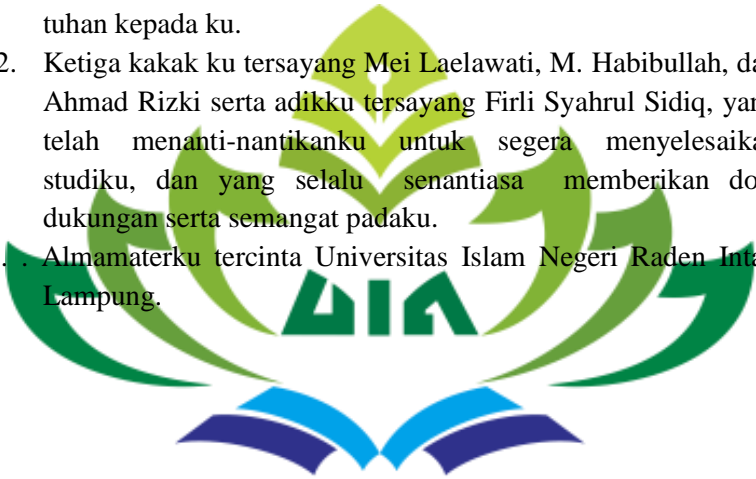 tuhan kepada ku.
2. Ketiga kakak ku tersayang Mei Laelawati, M. Habibullah, da
Ahmad Rizki serta adikku tersayang Firli Syahrul Sidiq, yan
telah menanti-nantikanku untuk segera menyelesaika
studiku, dan yang selalu senantiasa memberikan do
dukungan serta semangat padaku.
. . Almamaterku tercinta Universitas Islam Negeri Raden Inta
Lampung.
UIN